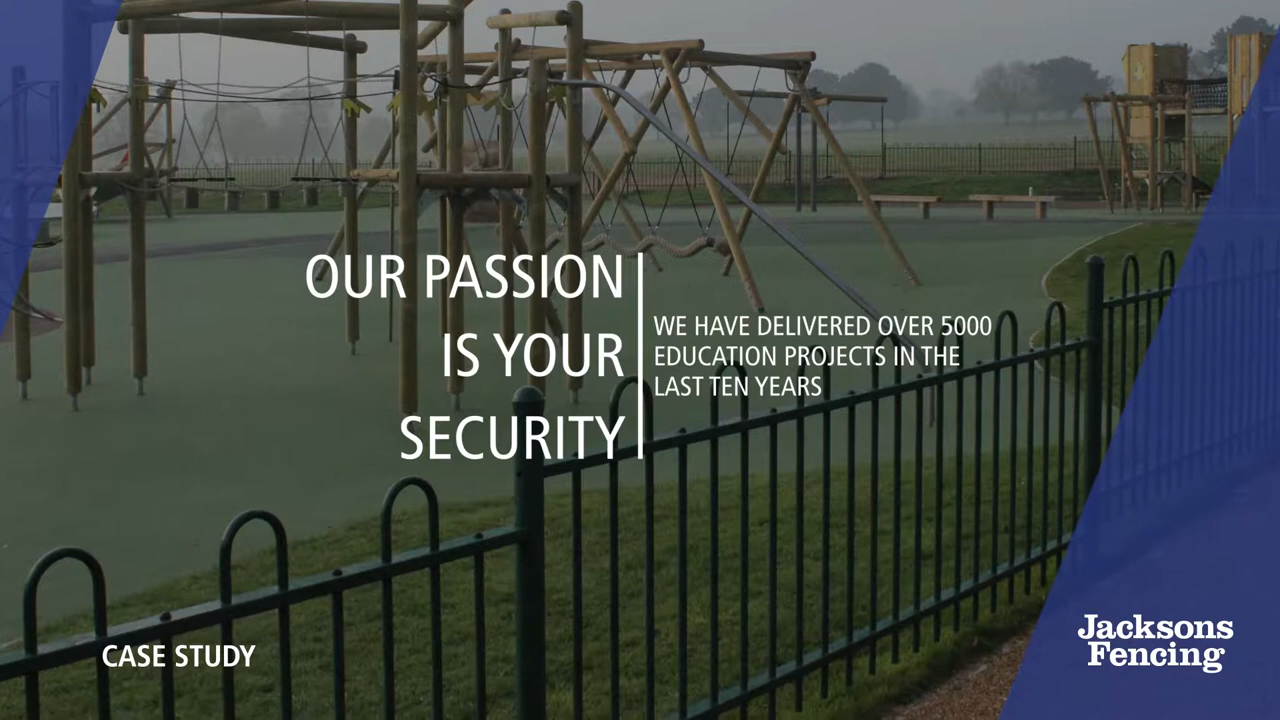 OUR PASSION
IS YOUR
SECURITY
WE HAVE DELIVERED OVER 5000
EDUCATION PROJECTS IN THE
LAST TEN YEARS
CASE STUDY
Jacksons
Fencing